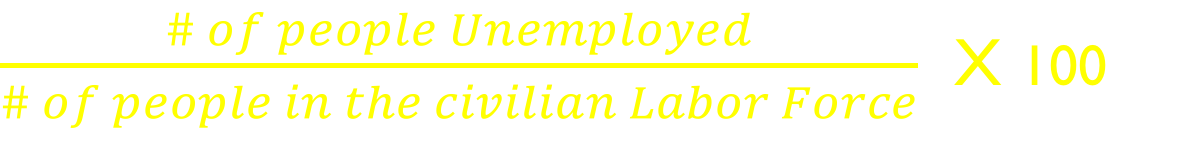 # of people Unemployed
# of people in the civilian Labor Force
X 100